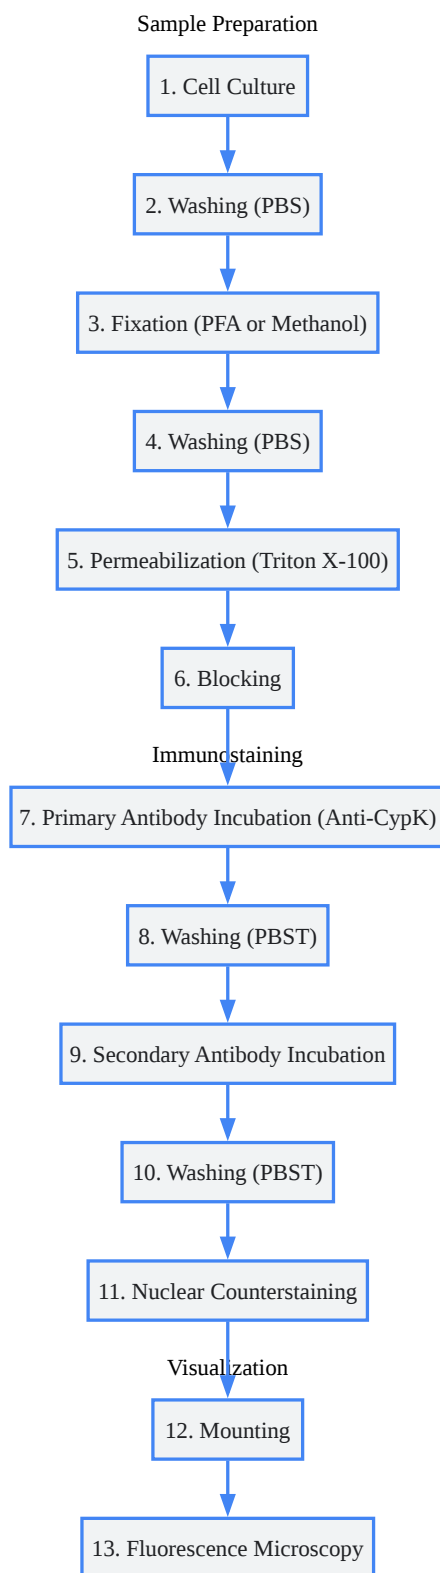 Sample Preparation
1. Cell Culture
2. Washing (PBS)
3. Fixation (PFA or Methanol)
4. Washing (PBS)
5. Permeabilization (Triton X-100)
6. Blocking
Immunostaining
7. Primary Antibody Incubation (Anti-CypK)
8. Washing (PBST)
9. Secondary Antibody Incubation
10. Washing (PBST)
11. Nuclear Counterstaining
Visualization
12. Mounting
13. Fluorescence Microscopy